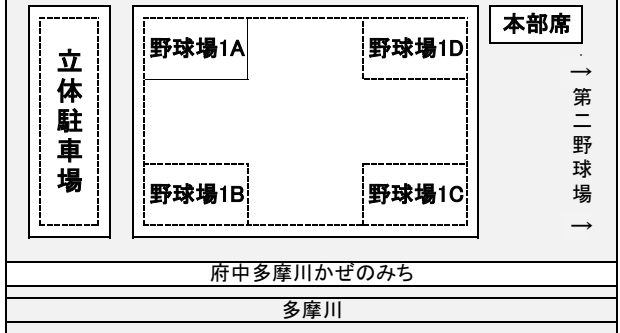 本部席
野球場1A
野球場1D
立体駐車場
→第二野球場→
野球場1B
野球場1C
府中多摩川かぜのみち
多摩川